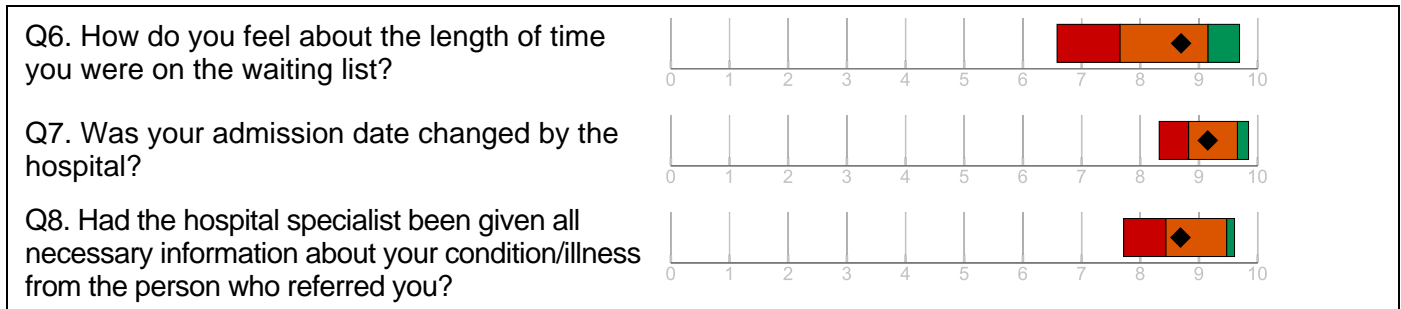 Q6. How do you feel about the length of time
you were on the waiting list?
0 1 2 3 4 5 6 7 8 9 10
Q7. Was your admission date changed by the
hospital?
0 1 2 3 4 5 6 7 8 9 10
Q8. Had the hospital specialist been given all
necessary information about your condition/illness
from the person who referred you?
0 1 2 3 4 5 6 7 8 9 10